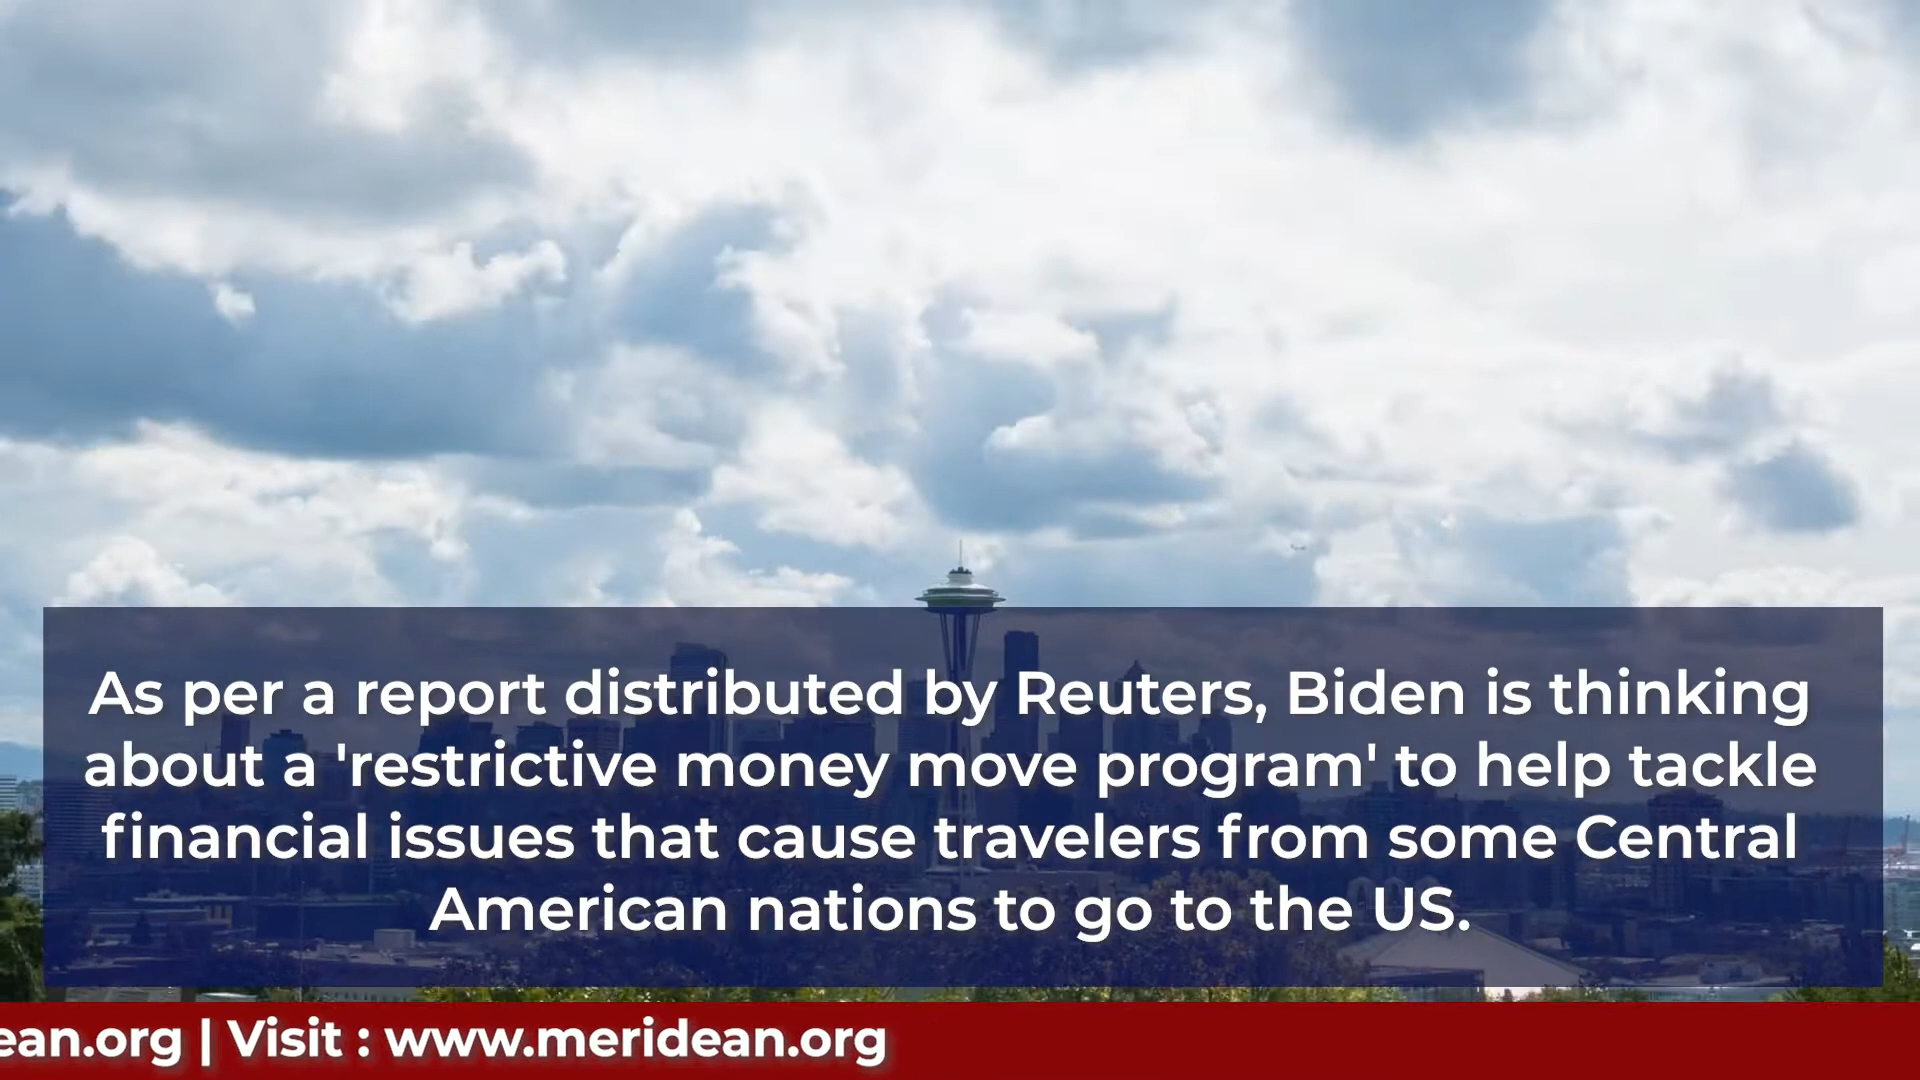 As per a report distributed by Reuters, Biden is thinking
about a 'restrictive money move program' to help tackle
financial issues that cause travelers from some Central
American nations to go to the US.
ean.org | Visit : www.meridean.org